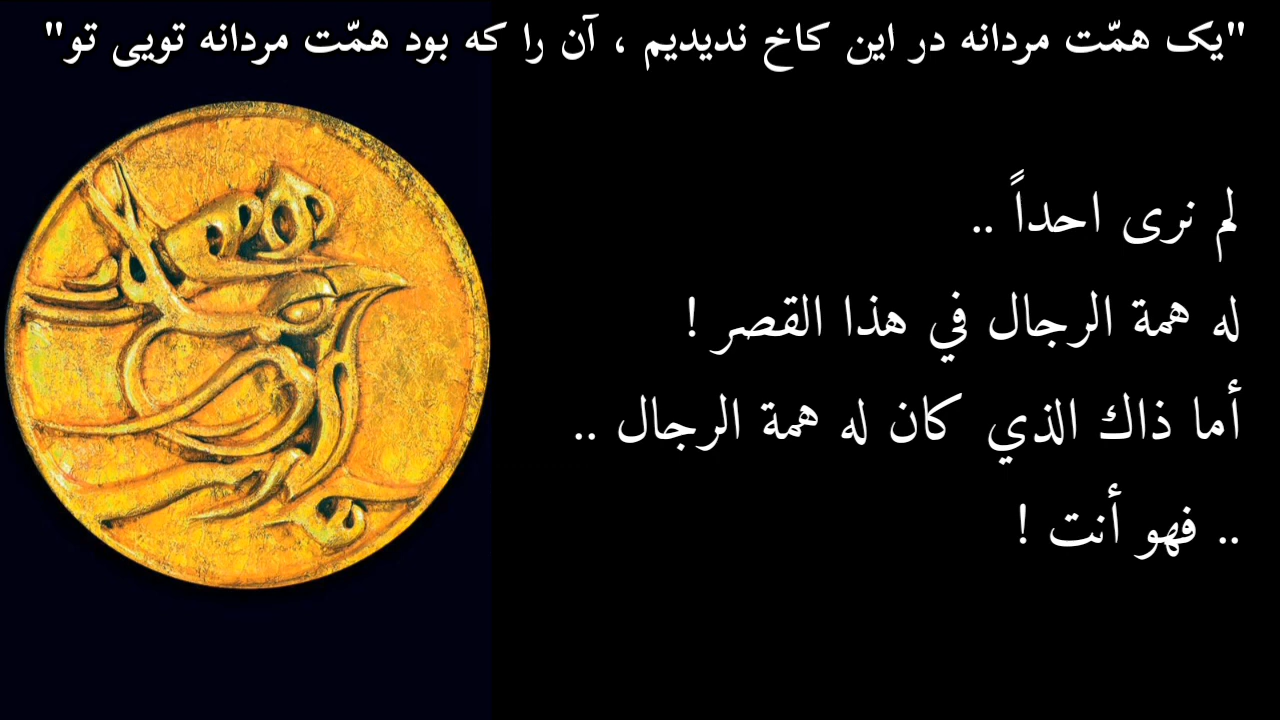 "یک همّت مردانه در این کاخ ندیدیم ، آن را که بود همّت مردانه تویی تو"
لم نرى احداً ..
له همة الرجال في هذا القصر !
أما ذاك الذي كان له همة الرجال ..
.. فهو أنت !